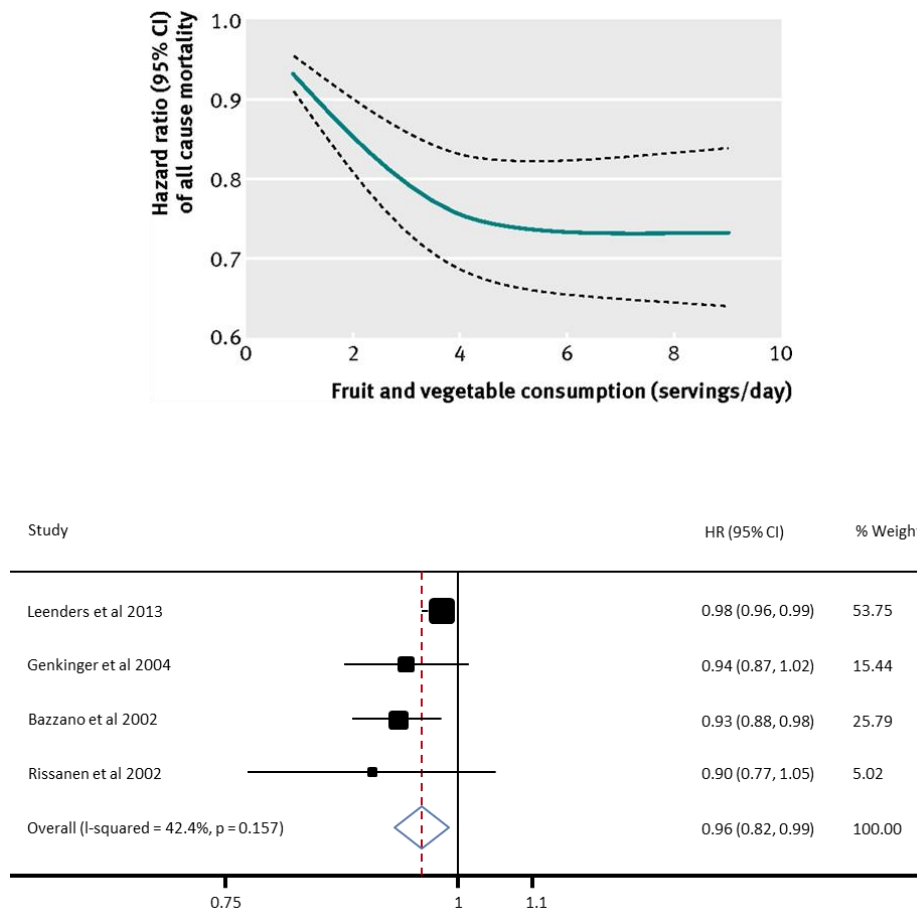 Hazard ratio (95% CI)
of all cause mortality
1.0
0.9
0.8
0.7
0.6
0 2 4 6 8 10
Fruit and vegetable consumption (servings/day)
Study HR (95% CI) % Weight
Leenders et al 2013 0.98 (0.96, 0.99) 53.75
Genkinger et al 2004 0.94 (0.87, 1.02) 15.44
Bazzano et al 2002 0.93 (0.88, 0.98) 25.79
Rissanen et al 2002 0.90 (0.77, 1.05) 5.02
Overall (I-squared = 42.4%, p = 0.157) 0.96 (0.82, 0.99) 100.00
0.75 1 1.1